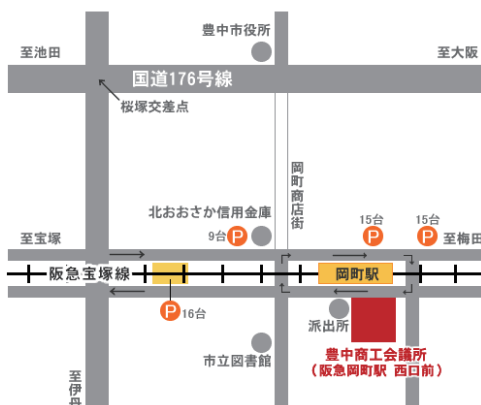 豊中市役所
至池田
至大阪
国道176号線
桜塚交差点
岡町商店街
北おおさか信用金庫
9台 P
15台
P
15台
P
至宝塚
至梅田
阪急宝塚線
岡町駅
P 16台
派出所
市立図書館
豊中商工会議所
(阪急岡町駅 西口前)
至伊丹